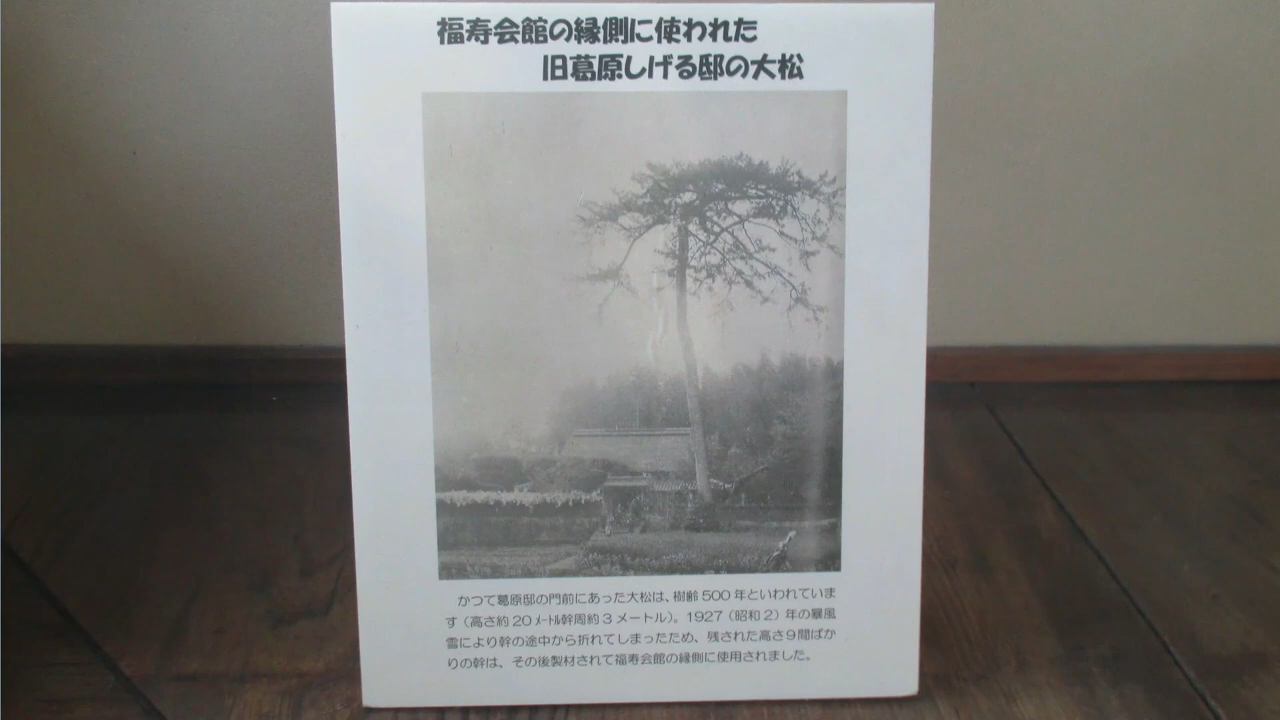 福寿会館の縁側に使われた
旧葛原しげる邸の大松
かつて葛原邸の門前にあった大松は、樹齢500年といわれていま
す（高さ約20㍍幹周約3メートル）。1927（昭和2）年の暴風
雪により幹の途中から折れてしまったため、残された高さ9間ばか
りの幹は、その後製材されて福寿会館の縁側に使用されました。